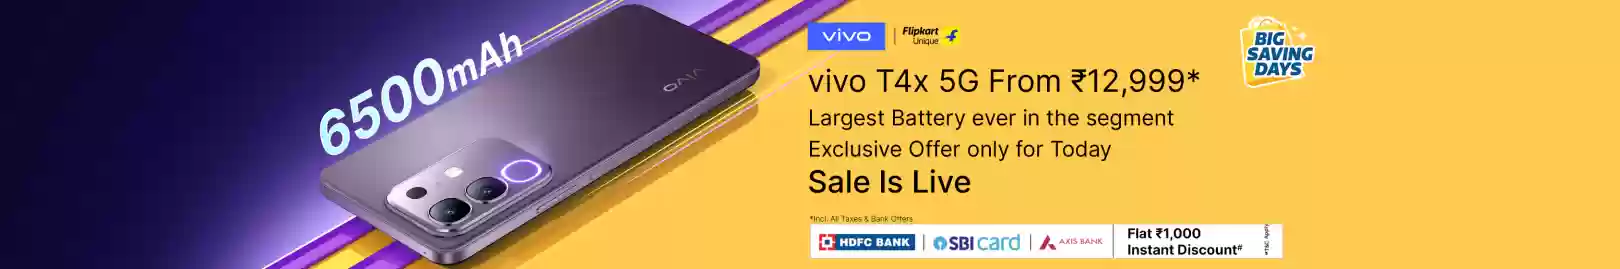 6500mAh
vivo
vivo
Flipkart
Unique
vivo T4x 5G From ₹12,999*
Largest Battery ever in the segment
Exclusive Offer only for Today
Sale Is Live
*Incl. All Taxes & Bank Offers
HDFC BANK
SBI card
AXIS BANK
Flat ₹1,000
Instant Discount#
*T&C Apply
BIG
SAVING
DAYS